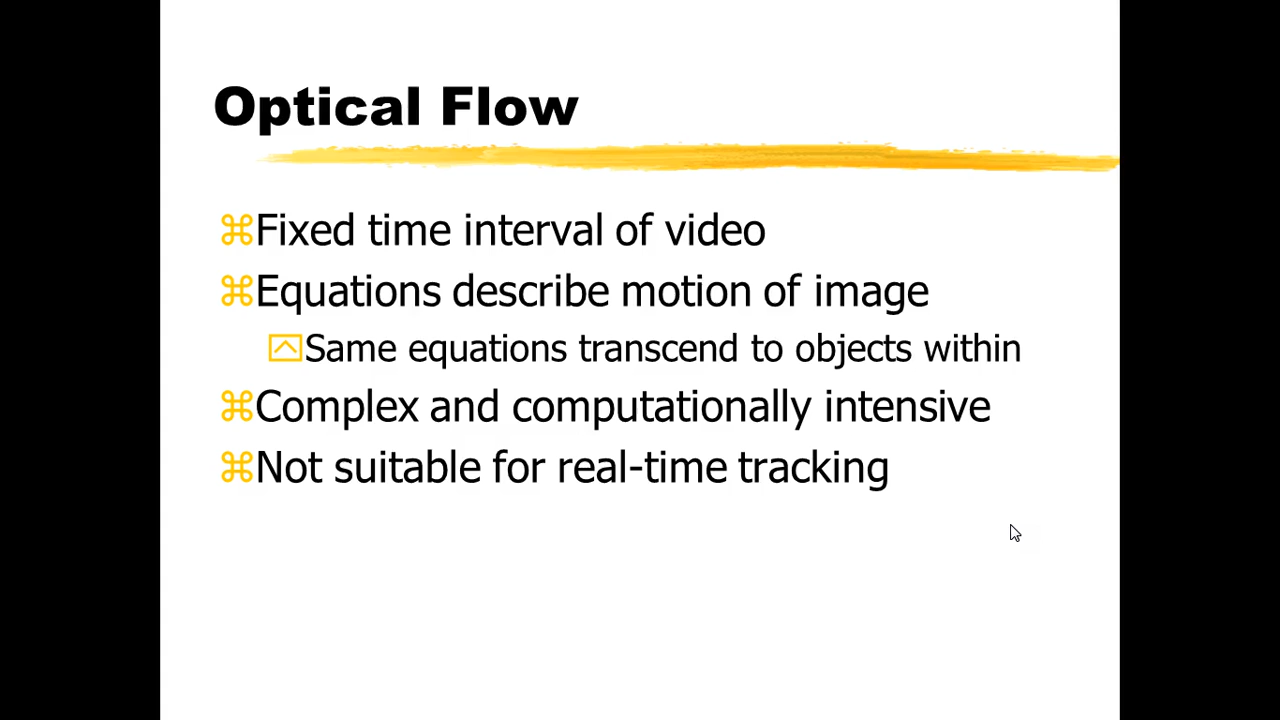 Optical Flow
Fixed time interval of video
Equations describe motion of image
Same equations transcend to objects within
Complex and computationally intensive
Not suitable for real-time tracking